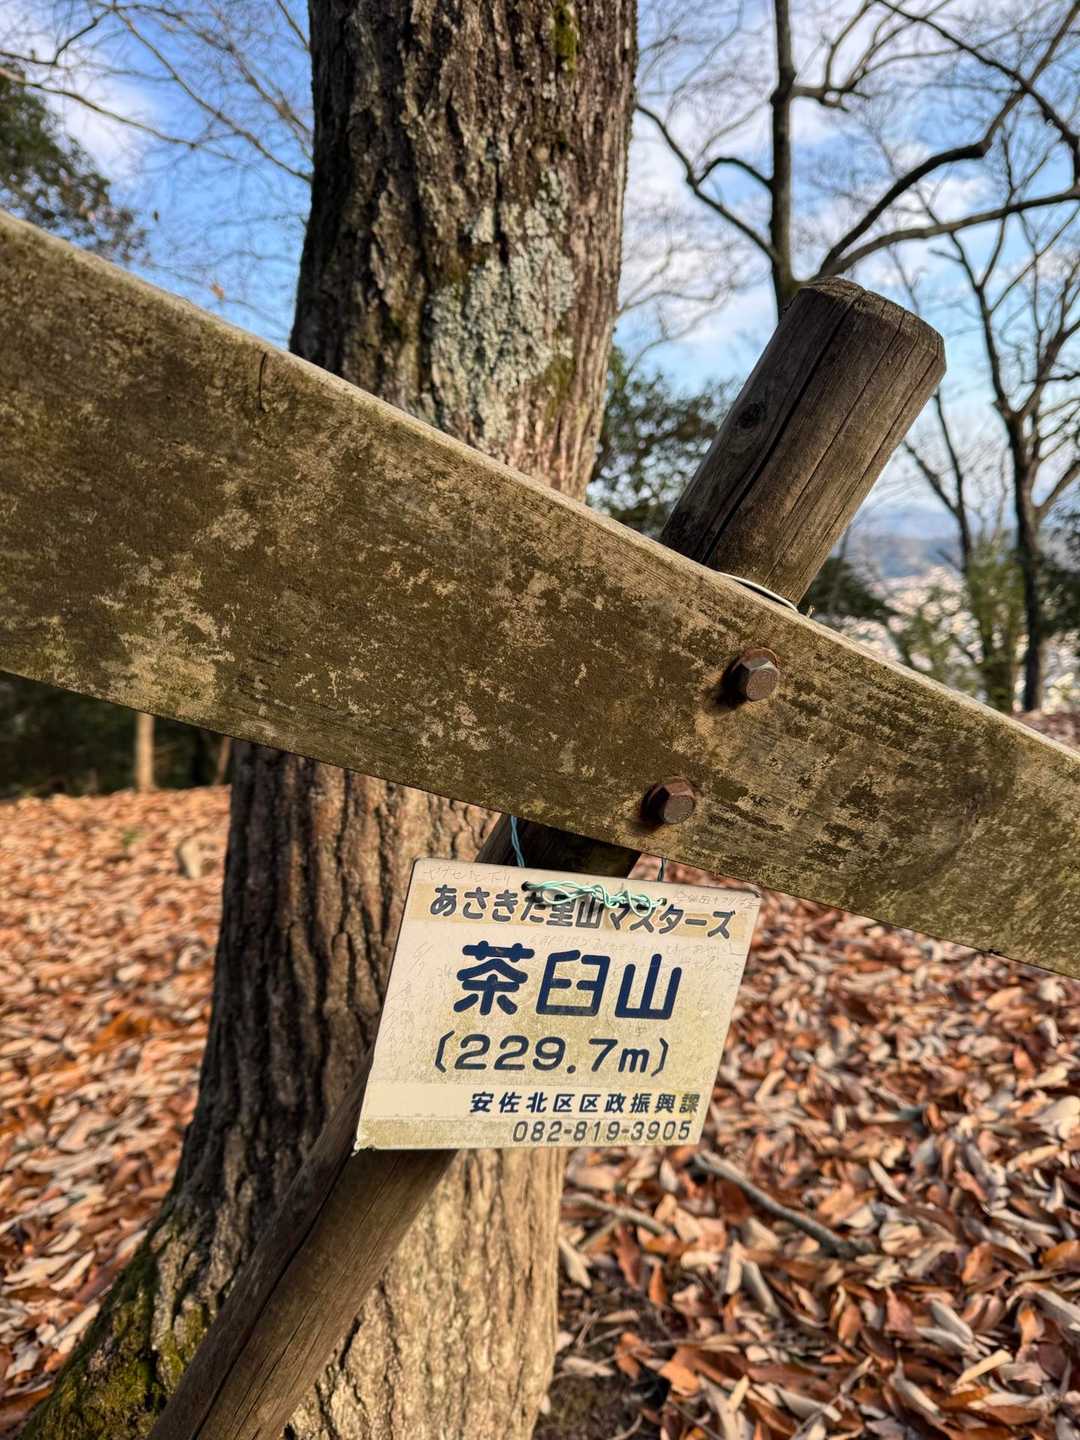 あさきた里山マスターズ
茶臼山
(229.7m)
安佐北区区政振興課
082-819-3905